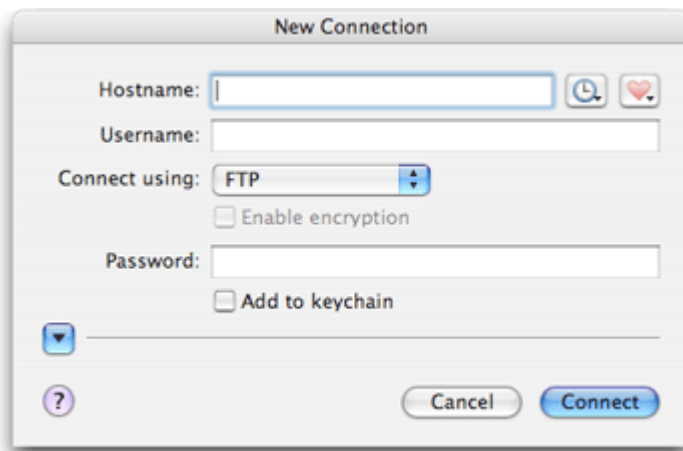 New Connection
Hostname:
Username:
Connect using: FTP
Enable encryption
Password:
Add to keychain
? Cancel Connect